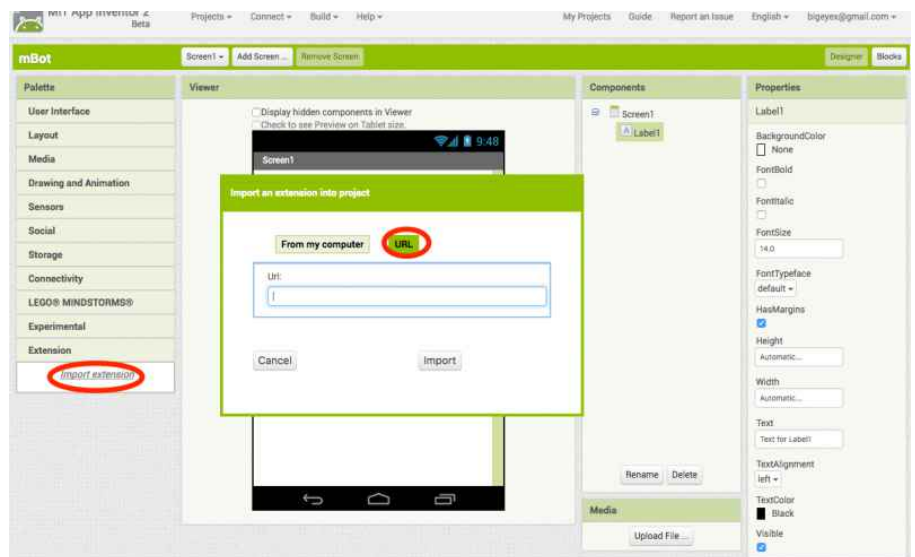 MIT App Inventor 2
Beta
Projects Connect Build Help My Projects Guide Report an Issue English bigeyex@gmail.com
mBot Screen1 Add Screen ... Remove Screen Designer Blocks
Palette
User Interface
Layout
Media
Drawing and Animation
Sensors
Social
Storage
Connectivity
LEGO® MINDSTORMS®
Experimental
Extension
Import extension
Viewer
Display hidden components in Viewer
Check to see Preview on Tablet size.
9:48
Screen1
Import an extension into project
From my computer URL
Url:
Cancel Import
Components
Screen1
Label1
Rename Delete
Media
Upload File ...
Properties
Label1
BackgroundColor
None
FontBold
FontItalic
FontSize
14.0
FontTypeface
default
HasMargins
Height
Automatic...
Width
Automatic...
Text
Text for Label1
TextAlignment
left
TextColor
Black
Visible